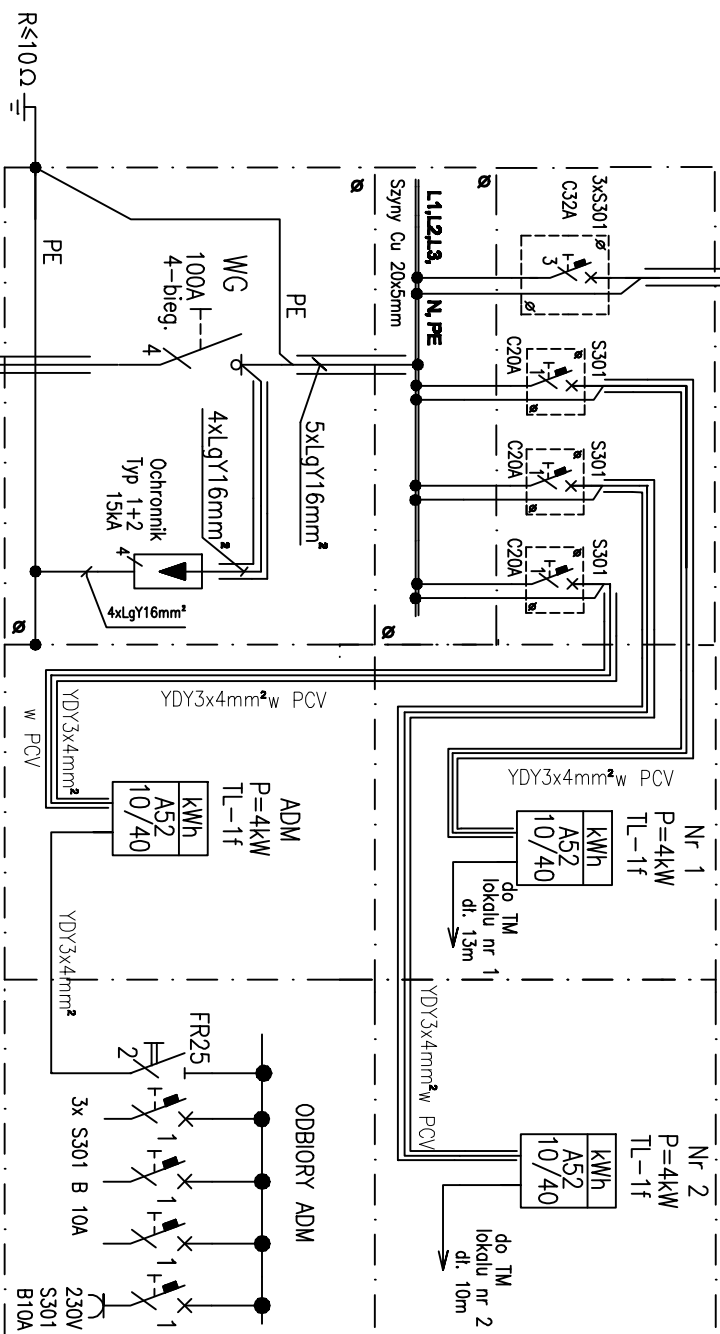 R≤10Ω
PE
WG
100A
4-bieg.
4
PE
5xLgY16mm²
4xLgY16mm²
Ochronnik
Typ 1+2
15kA
4
4xLgY16mm²
L1,L2,L3, N, PE
Szyny Cu 20x5mm
3xS301
C32A
3
S301
C20A
1
S301
C20A
1
S301
C20A
1
YDY3x4mm²w PCV
YDY3x4mm²
w PCV
YDY3x4mm²w PCV
YDY3x4mm²w PCV
YDY3x4mm²
ADM
P=4kW
TL-1f
kWh
A52
10/40
Nr 1
P=4kW
TL-1f
kWh
A52
10/40
do TM
lokalu nr 1
dł. 13m
Nr 2
P=4kW
TL-1f
kWh
A52
10/40
do TM
lokalu nr 2
dł. 10m
ODBIORY ADM
FR25
2
1
1
1
1
3x S301 B 10A
230V
S301
B10A